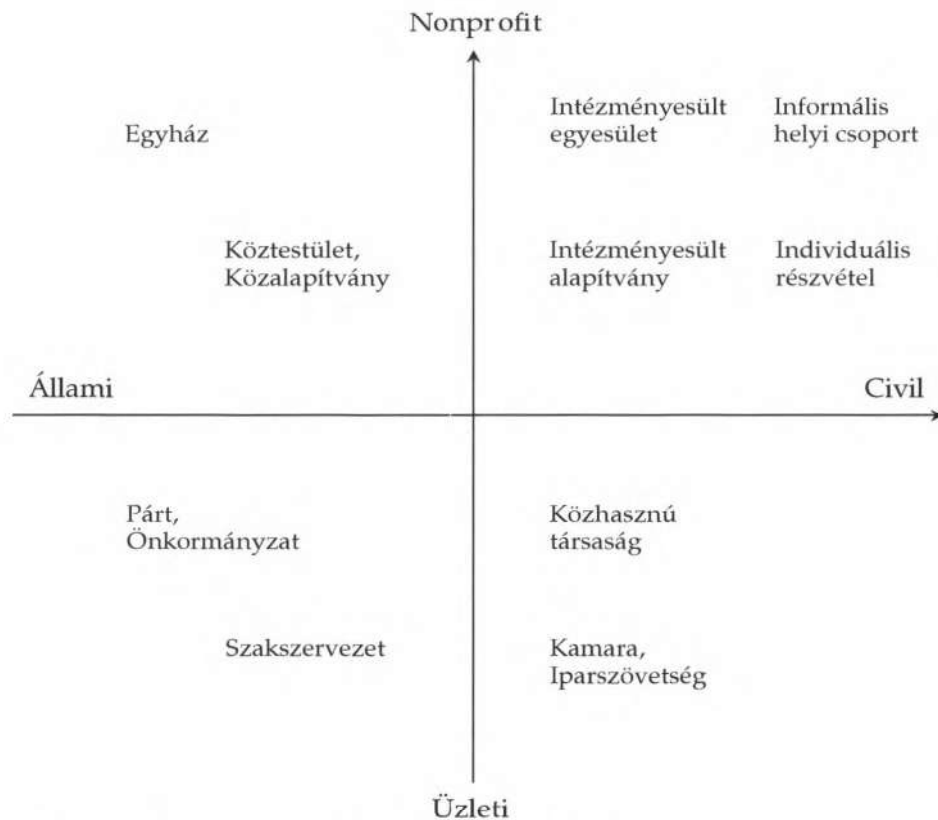 Nonprofit
Egyház
Intézményesült
egyesület
Informális
helyi csoport
Köztestület,
Közalapítvány
Intézményesült
alapítvány
Individuális
részvétel
Állami
Civil
Párt,
Önkormányzat
Közhasznú
társaság
Szakszervezet
Kamara,
Iparszövetség
Üzleti